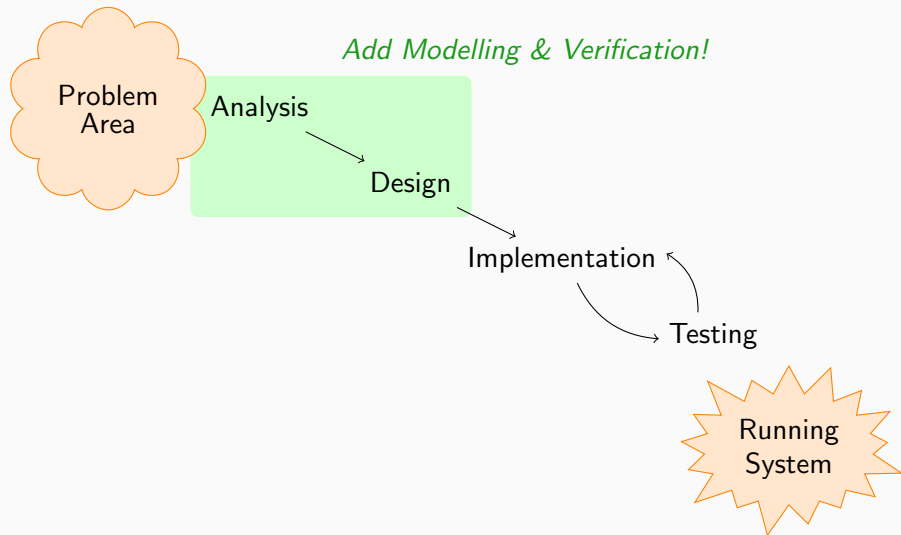 Add Modelling & Verification!
Problem
Area
Analysis
Design
Implementation
Testing
Running
System